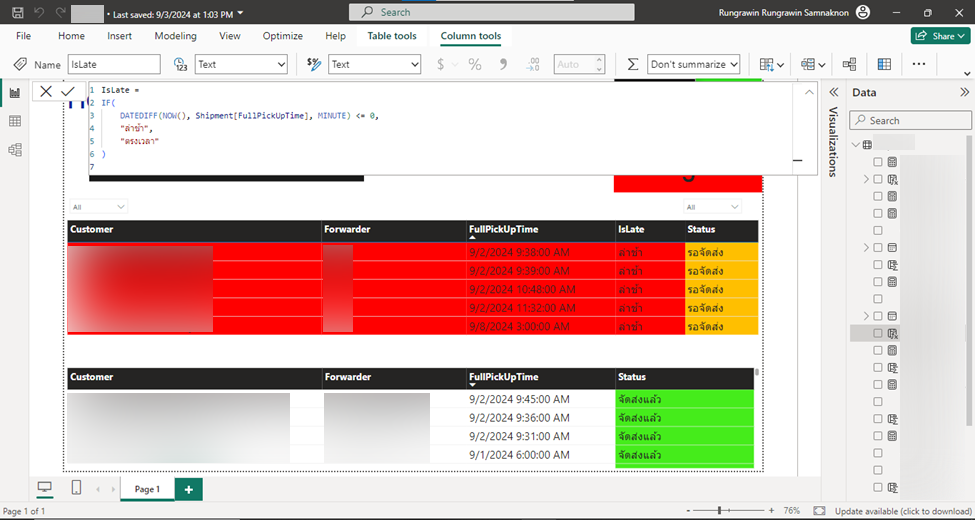 Last saved: 9/3/2024 at 1:03 PM
Search
Rungrawin Rungrawin Samnaknon
File Home Insert Modeling View Optimize Help Table tools Column tools
Share
Name IsLate
123
Text
Text
$ % 9 .00
Auto
Don't summarize
1 IsLate =
2 IF(
3 DATEDIFF(NOW(), Shipment[FullPickUpTime], MINUTE) <= 0,
4 "ล่าช้า",
5 "ตรงเวลา"
6 )
7
All
All
Customer Forwarder FullPickUpTime IsLate Status
9/2/2024 9:38:00 AM ล่าช้า รอจัดส่ง
9/2/2024 9:39:00 AM ล่าช้า รอจัดส่ง
9/2/2024 10:48:00 AM ล่าช้า รอจัดส่ง
9/2/2024 11:32:00 AM ล่าช้า รอจัดส่ง
9/8/2024 3:00:00 AM ล่าช้า รอจัดส่ง
Customer Forwarder FullPickUpTime Status
9/2/2024 9:45:00 AM จัดส่งแล้ว
9/2/2024 9:36:00 AM จัดส่งแล้ว
9/2/2024 9:31:00 AM จัดส่งแล้ว
9/1/2024 6:00:00 AM จัดส่งแล้ว
Visualizations
Data
Search
Page 1
Page 1 of 1
76%
Update available (click to download)